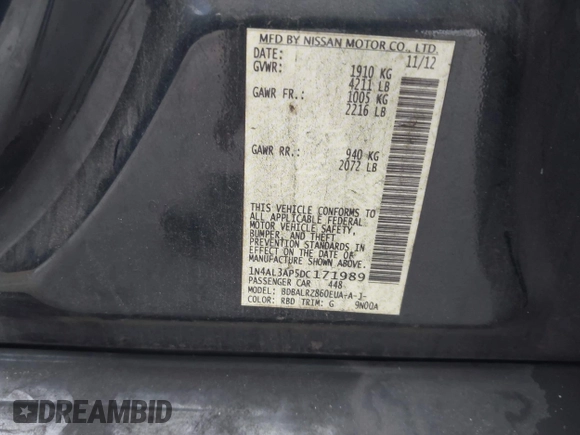 MFD BY NISSAN MOTOR CO., LTD.
DATE: 11/12
GVWR: 1910 KG
4211 LB
GAWR FR.: 1005 KG
2216 LB
GAWR RR.: 940 KG
2072 LB
THIS VEHICLE CONFORMS TO
ALL APPLICABLE FEDERAL
MOTOR VEHICLE SAFETY,
BUMPER, AND THEFT
PREVENTION STANDARDS IN
EFFECT ON THE DATE OF
MANUFACTURE SHOWN ABOVE.
1N4AL3AP5DC171989
PASSENGER CAR 448-
MODEL: BDBALRZ860EUA-A-J-
COLOR: RBD TRIM: G 9N00A
DREAMBID